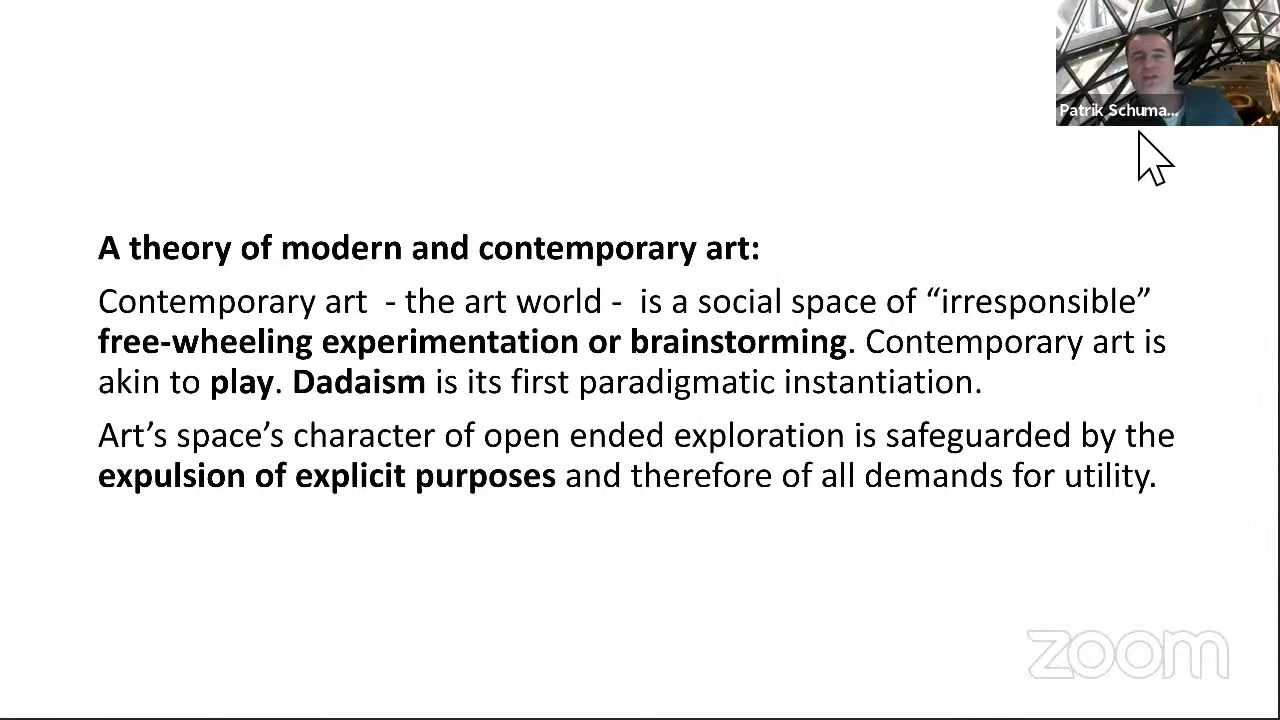 Patrik Schuma...
A theory of modern and contemporary art:
Contemporary art  - the art world -  is a social space of “irresponsible”
free-wheeling experimentation or brainstorming. Contemporary art is
akin to play. Dadaism is its first paradigmatic instantiation.
Art’s space’s character of open ended exploration is safeguarded by the
expulsion of explicit purposes and therefore of all demands for utility.
zoom